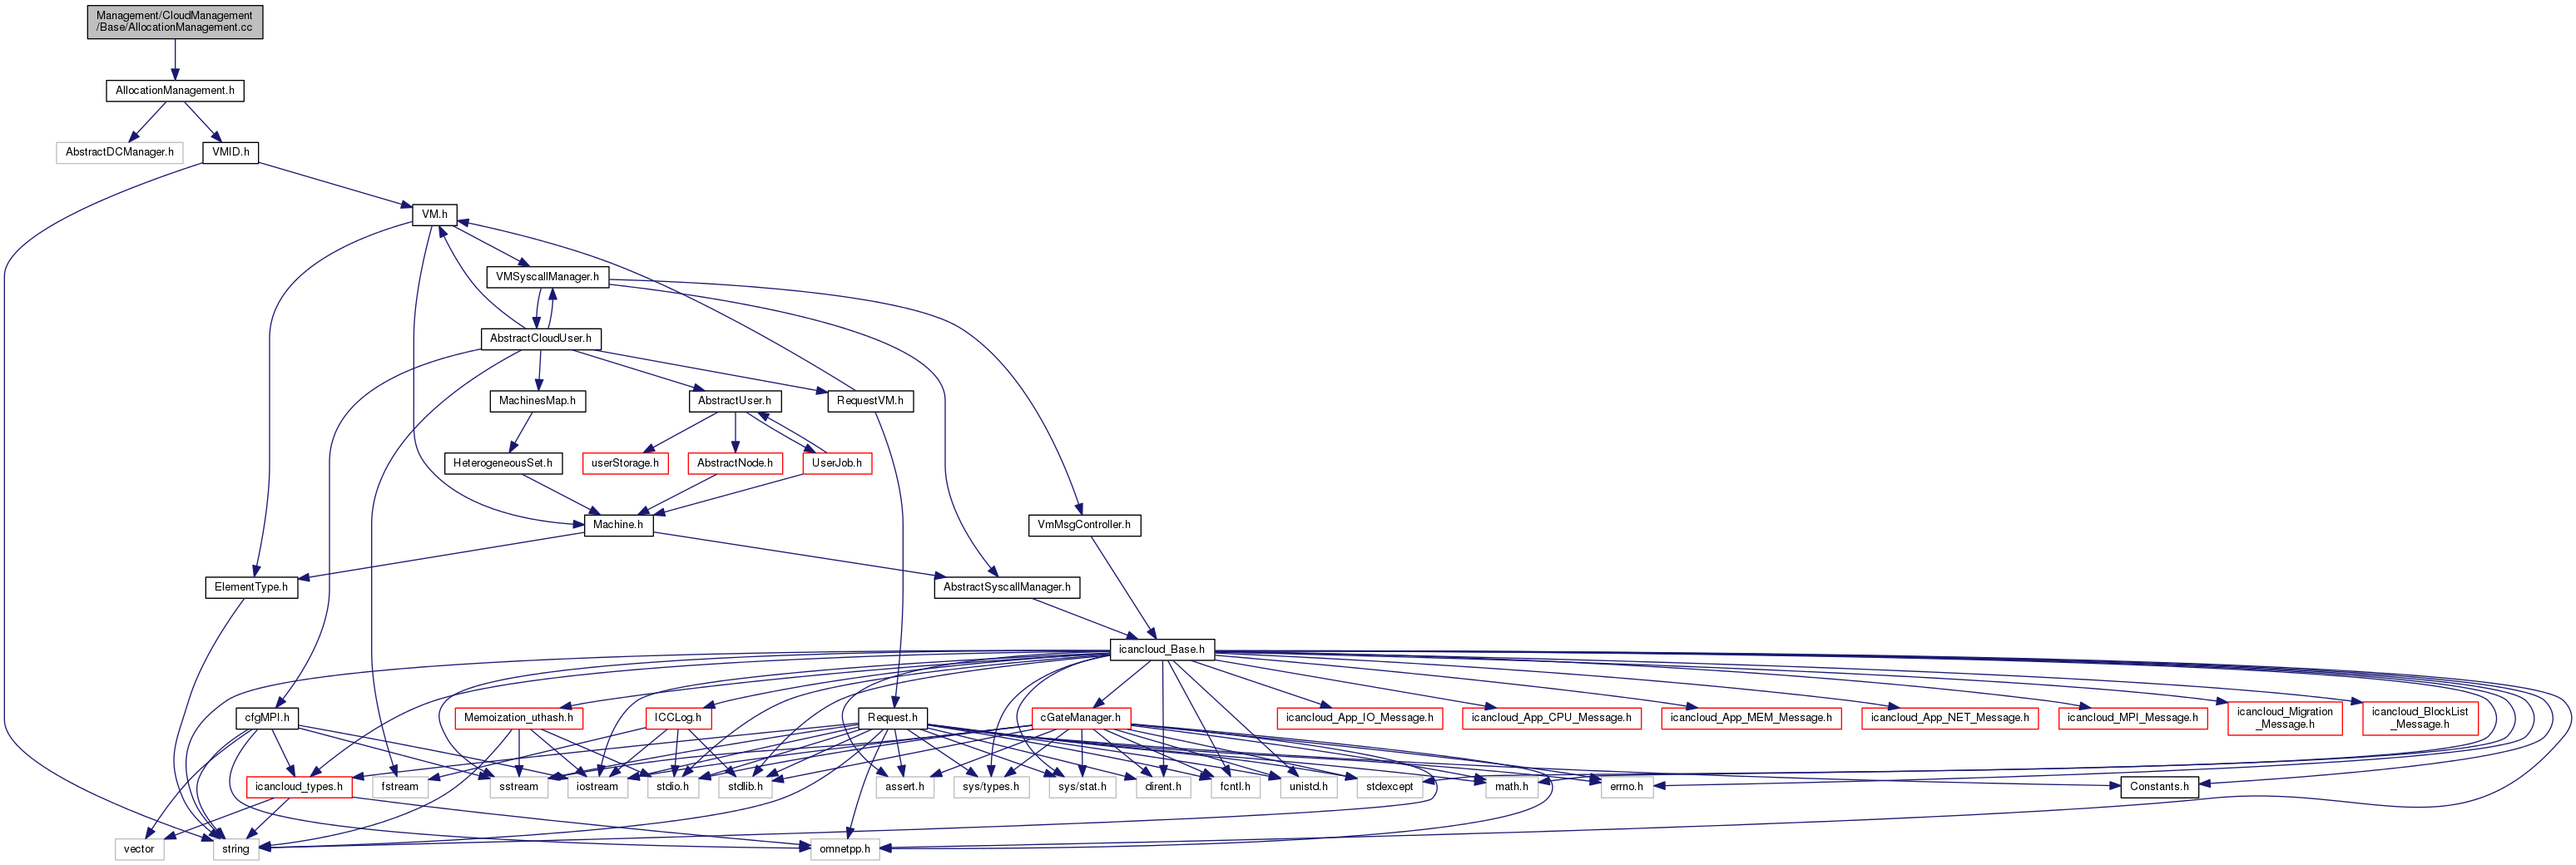 Management/CloudManagement
/Base/AllocationManagement.cc
AllocationManagement.h
AbstractDCManager.h
VMID.h
VM.h
VMSyscallManager.h
AbstractCloudUser.h
MachinesMap.h
AbstractUser.h
RequestVM.h
HeterogeneousSet.h
userStorage.h
AbstractNode.h
UserJob.h
Machine.h
VmMsgController.h
ElementType.h
AbstractSyscallManager.h
icancloud_Base.h
cfgMPI.h
Memoization_uthash.h
ICCLog.h
Request.h
cGateManager.h
icancloud_App_IO_Message.h
icancloud_App_CPU_Message.h
icancloud_App_MEM_Message.h
icancloud_App_NET_Message.h
icancloud_MPI_Message.h
icancloud_Migration
_Message.h
icancloud_BlockList
_Message.h
icancloud_types.h
fstream
sstream
iostream
stdio.h
stdlib.h
assert.h
sys/types.h
sys/stat.h
dirent.h
fcntl.h
unistd.h
stdexcept
math.h
errno.h
Constants.h
vector
string
omnetpp.h